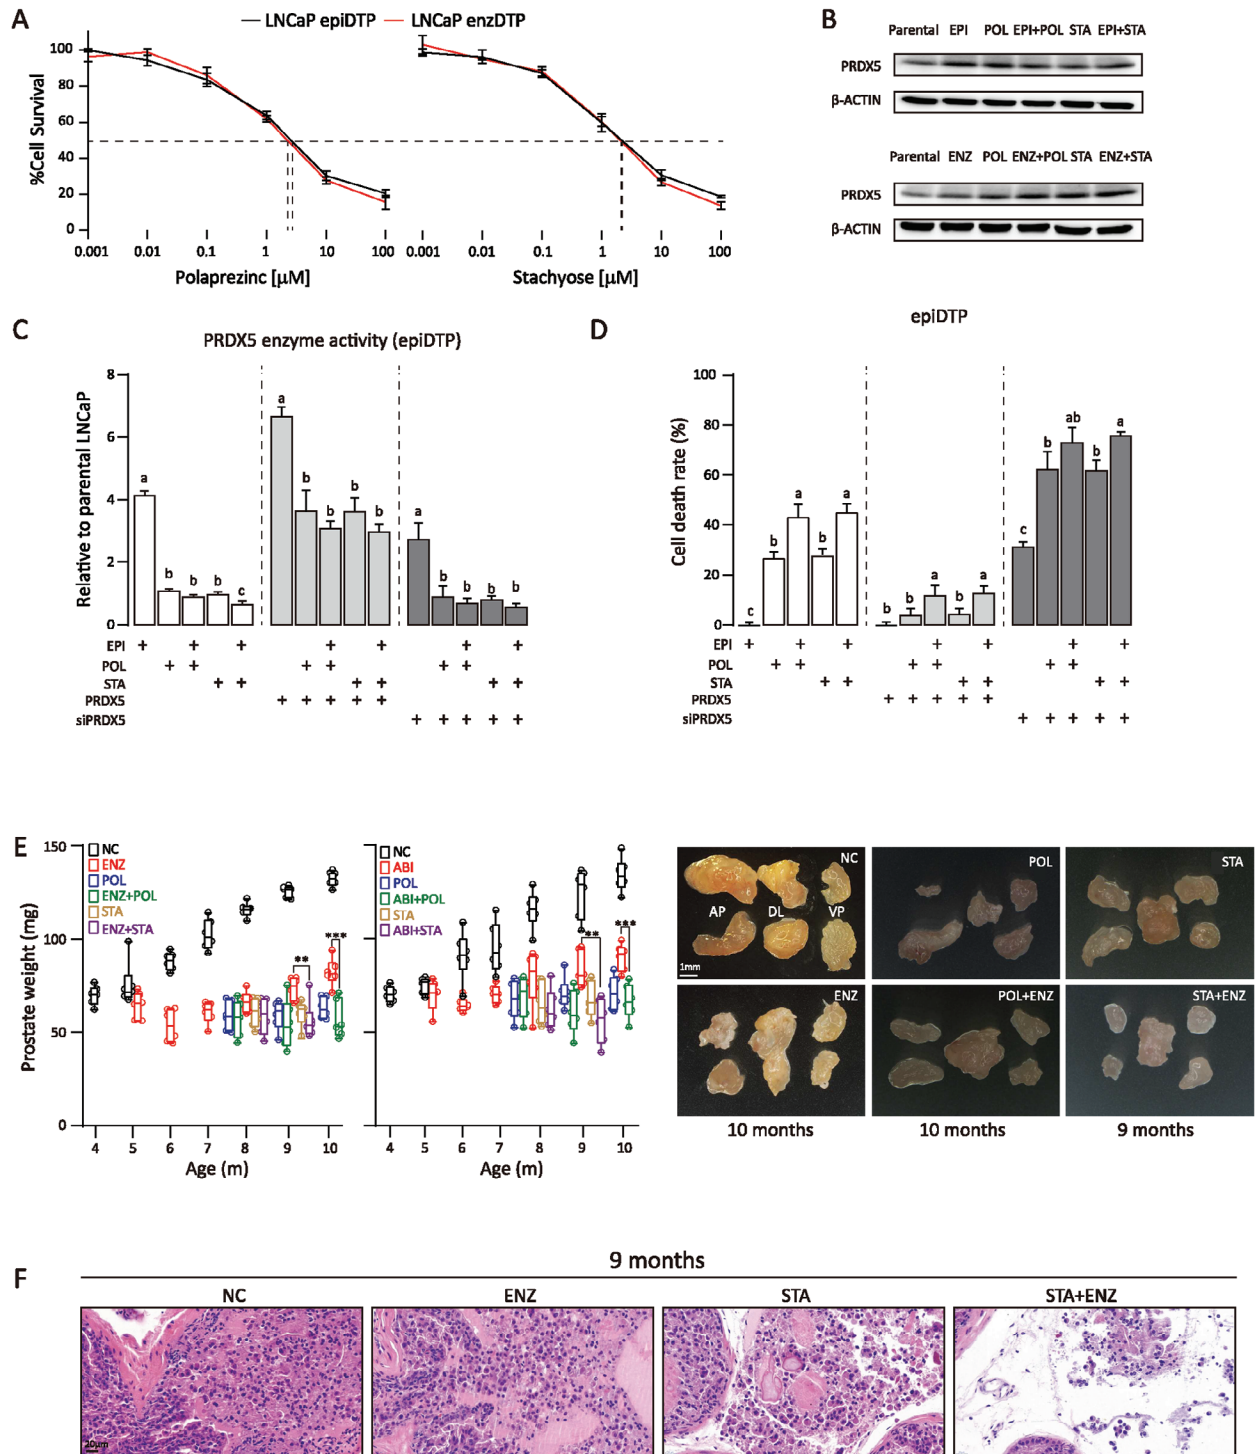 A
LNCaP epiDTP LNCaP enzDTP
%Cell Survival
100
80
60
40
20
0
0.001 0.01 0.1 1 10 100
Polaprezinc [μM]
0.001 0.01 0.1 1 10 100
Stachyose [μM]
B
Parental EPI POL EPI+POL STA EPI+STA
PRDX5
β-ACTIN
Parental ENZ POL ENZ+POL STA ENZ+STA
PRDX5
β-ACTIN
C
PRDX5 enzyme activity (epiDTP)
Relative to parental LNCaP
8
6
4
2
0
a b b b c
a b b b b
a b b b b
EPI + + + + + + +
POL + + + + + +
STA + + + + + +
PRDX5 + + + + +
siPRDX5 + + + + +
D
epiDTP
Cell death rate (%)
100
80
60
40
20
0
c b a b a
b b a b a
c b ab b a
EPI + + + + + + +
POL + + + + + +
STA + + + + + +
PRDX5 + + + + +
siPRDX5 + + + + +
E
Prostate weight (mg)
150
100
50
0
NC
ENZ
POL
ENZ+POL
STA
ENZ+STA
**
***
4 5 6 7 8 9 10
Age (m)
NC
ABI
POL
ABI+POL
STA
ABI+STA
**
***
4 5 6 7 8 9 10
Age (m)
NC
AP DL VP
1mm
POL
STA
ENZ
POL+ENZ
STA+ENZ
10 months
10 months
9 months
F
9 months
NC
ENZ
STA
STA+ENZ
20μm